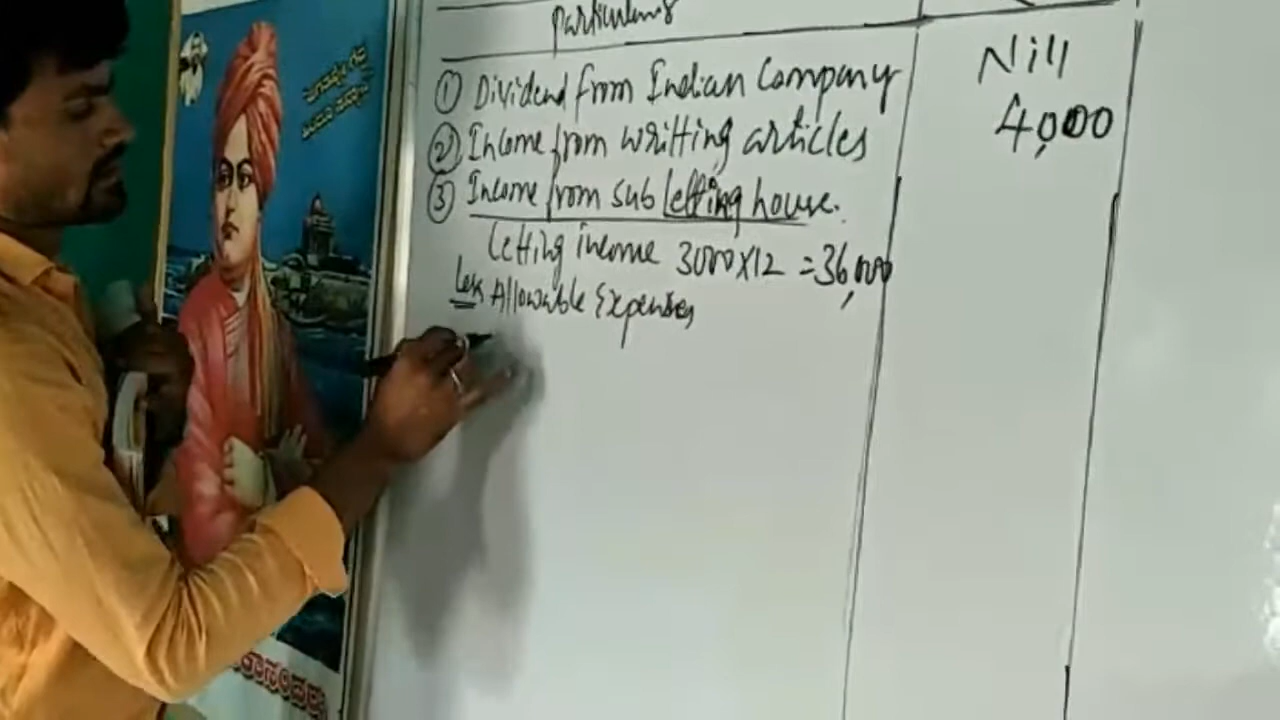 particulars
① Dividend from Indian Company Nill
② Income from writting articles 4,000
③ Income from sub letting house.
Letting income 3000x12 = 36,000
Less Allowable Expenses